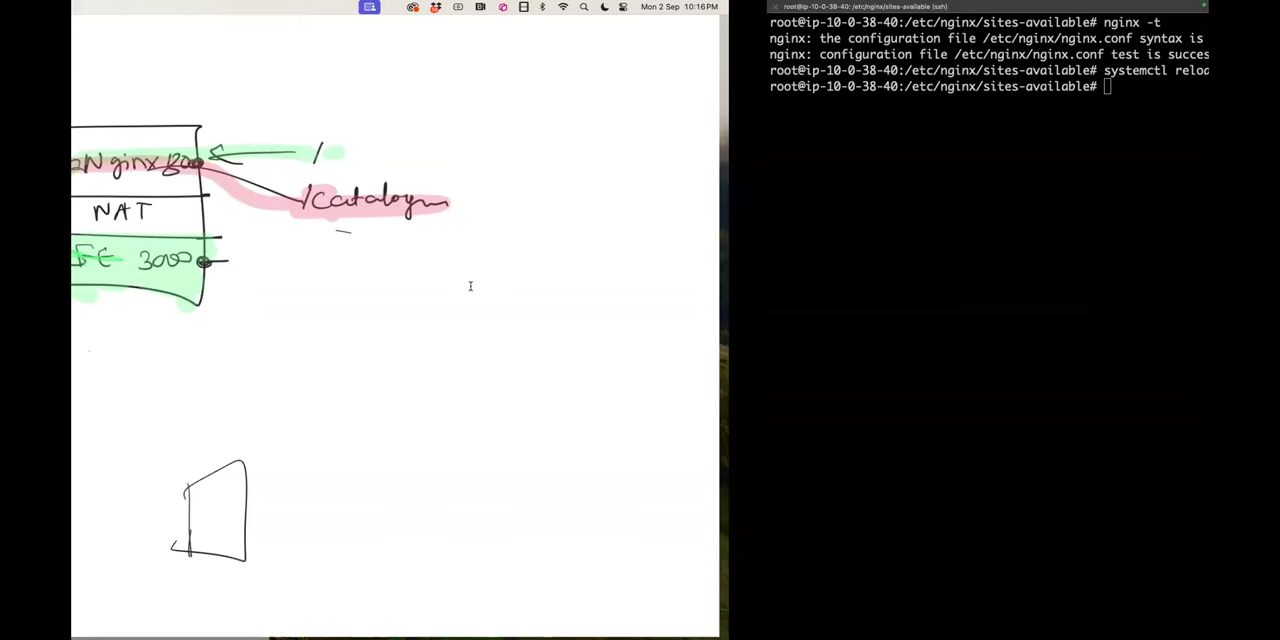 Mon 2 Sep 10:16 PM
Nginx 80
/
/Catalogue
NAT
FE 3000
root@ip-10-0-38-40:/etc/nginx/sites-available (ssh)
root@ip-10-0-38-40:/etc/nginx/sites-available# nginx -t
nginx: the configuration file /etc/nginx/nginx.conf syntax is
nginx: configuration file /etc/nginx/nginx.conf test is succes
root@ip-10-0-38-40:/etc/nginx/sites-available# systemctl reloa
root@ip-10-0-38-40:/etc/nginx/sites-available#